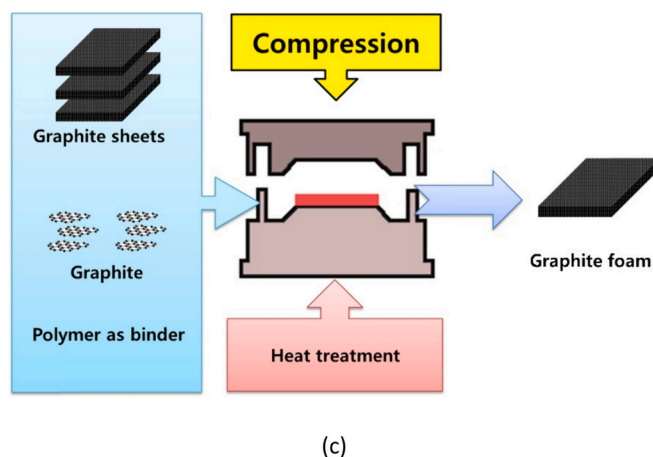 Compression
Graphite sheets
Graphite
Polymer as binder
Heat treatment
Graphite foam
(c)